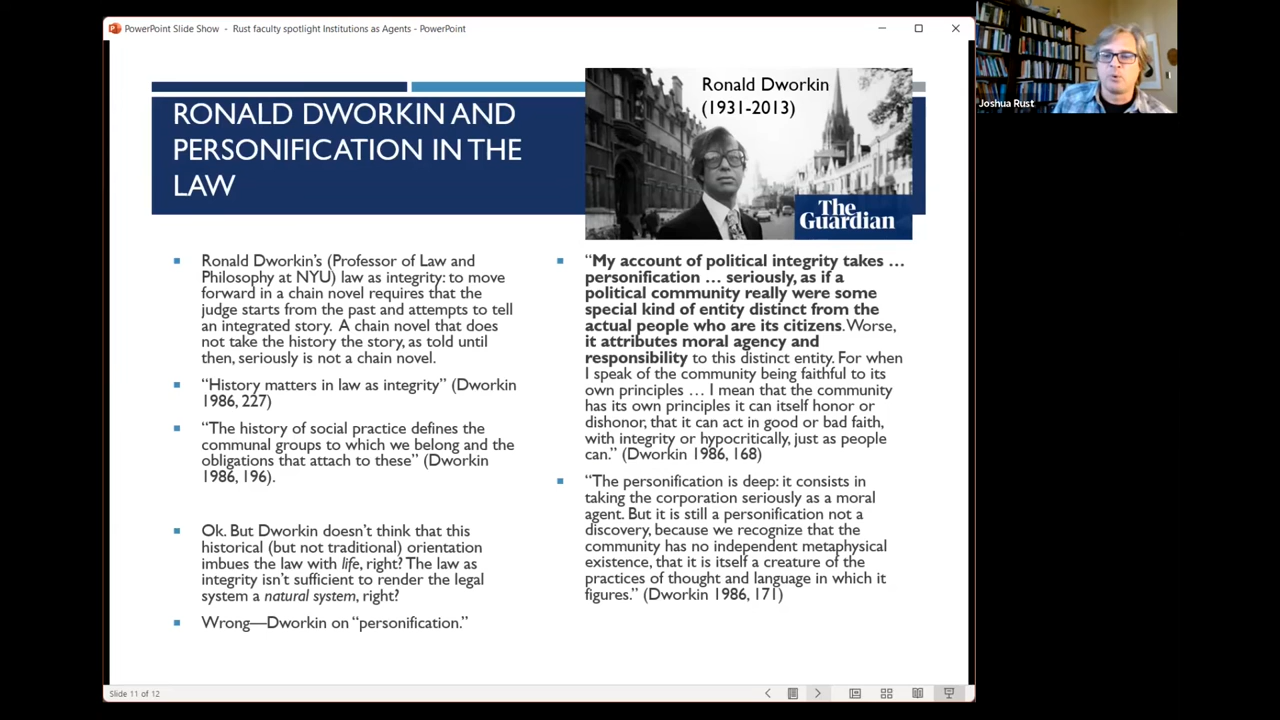 PowerPoint Slide Show - Rust faculty spotlight Institutions as Agents - PowerPoint
RONALD DWORKIN AND
PERSONIFICATION IN THE
LAW
Ronald Dworkin
(1931-2013)
The
Guardian
Joshua Rust
Ronald Dworkin's (Professor of Law and
Philosophy at NYU) law as integrity: to move
forward in a chain novel requires that the
judge starts from the past and attempts to tell
an integrated story. A chain novel that does
not take the history the story, as told until
then, seriously is not a chain novel.
"History matters in law as integrity" (Dworkin
1986, 227)
"The history of social practice defines the
communal groups to which we belong and the
obligations that attach to these" (Dworkin
1986, 196).
Ok. But Dworkin doesn't think that this
historical (but not traditional) orientation
imbues the law with life, right? The law as
integrity isn't sufficient to render the legal
system a natural system, right?
Wrong—Dworkin on "personification."
"My account of political integrity takes …
personification … seriously, as if a
political community really were some
special kind of entity distinct from the
actual people who are its citizens. Worse,
it attributes moral agency and
responsibility to this distinct entity. For when
I speak of the community being faithful to its
own principles … I mean that the community
has its own principles it can itself honor or
dishonor, that it can act in good or bad faith,
with integrity or hypocritically, just as people
can." (Dworkin 1986, 168)
"The personification is deep: it consists in
taking the corporation seriously as a moral
agent. But it is still a personification not a
discovery, because we recognize that the
community has no independent metaphysical
existence, that it is itself a creature of the
practices of thought and language in which it
figures." (Dworkin 1986, 171)
Slide 11 of 12